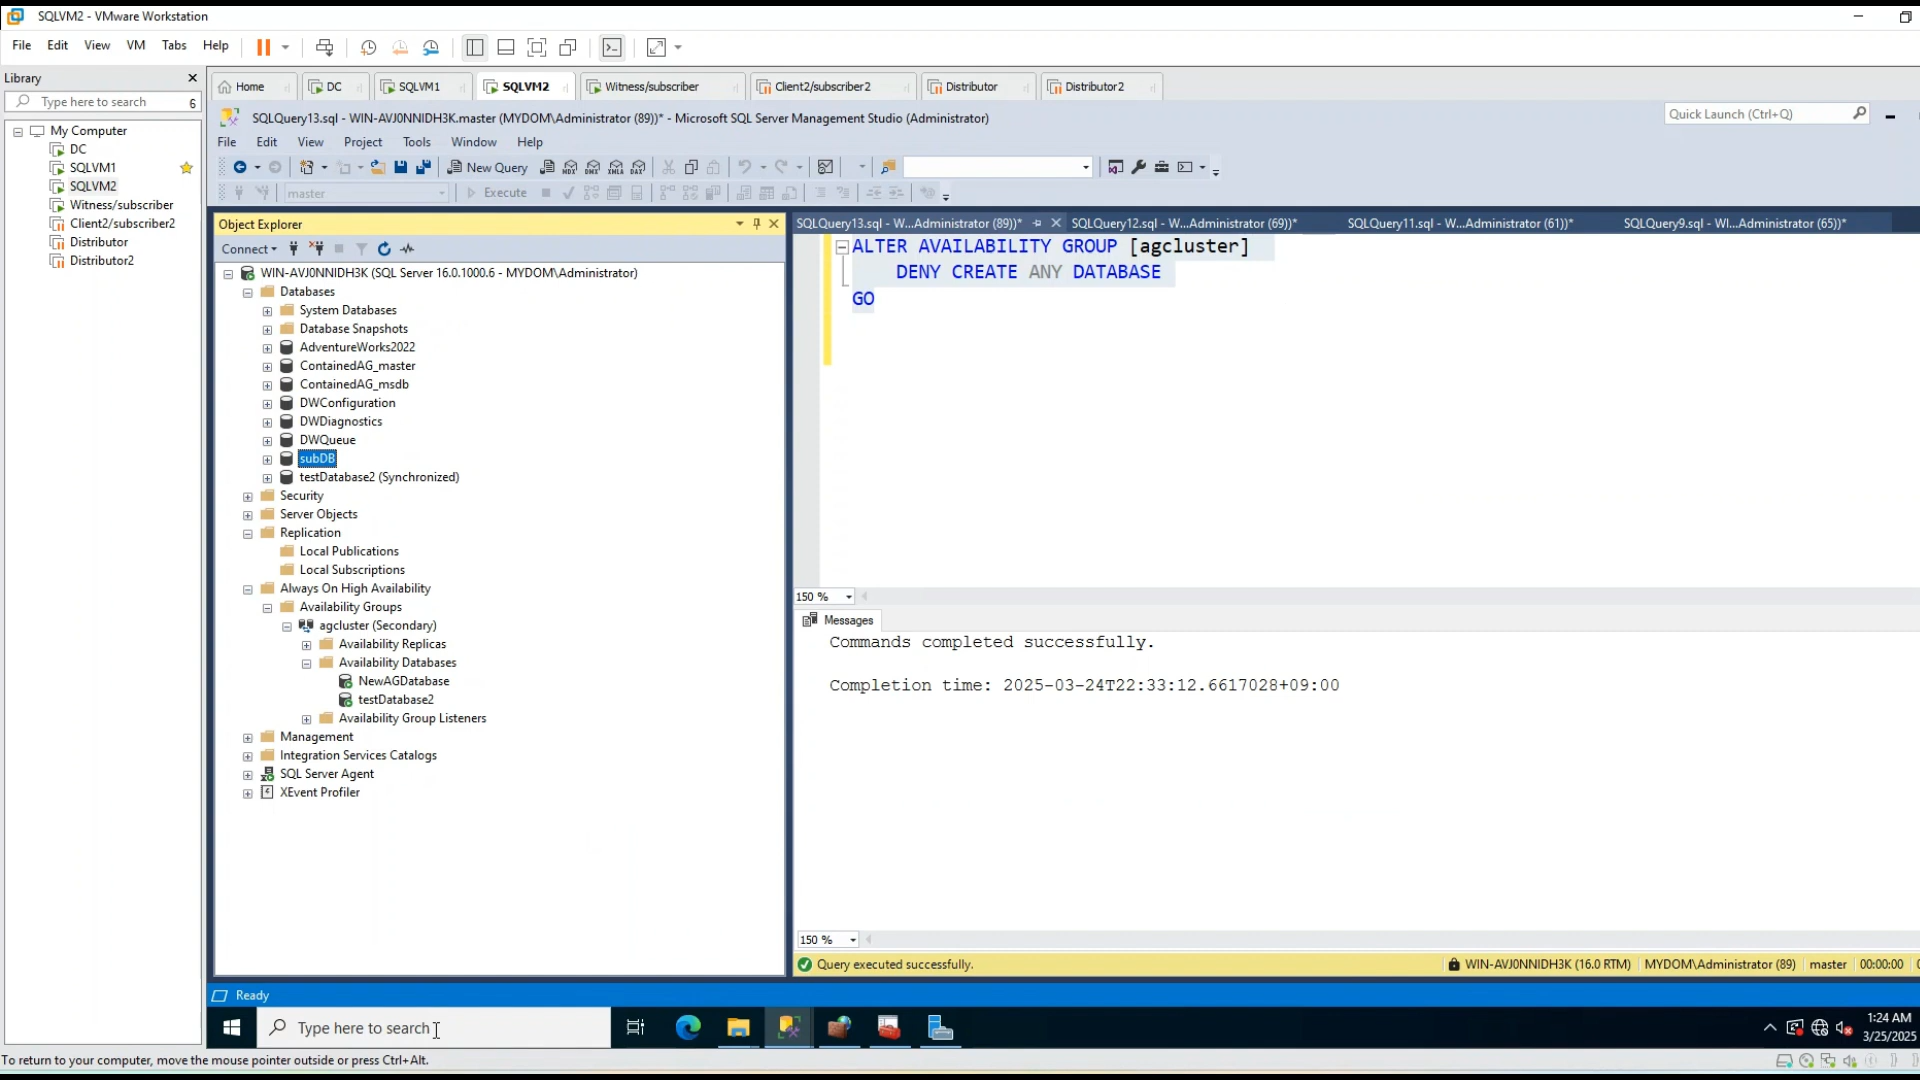 SQLVM2 - VMware Workstation
File Edit View VM Tabs Help
Library
Type here to search 6
My Computer
DC
SQLVM1
SQLVM2
Witness/subscriber
Client2/subscriber2
Distributor
Distributor2
Home DC SQLVM1 SQLVM2 Witness/subscriber Client2/subscriber2 Distributor Distributor2
SQLQuery13.sql - WIN-AVJ0NNIDH3K.master (MYDOM\Administrator (89))* - Microsoft SQL Server Management Studio (Administrator)
Quick Launch (Ctrl+Q)
File Edit View Project Tools Window Help
New Query MDX DMX XMLA DAX
master Execute
Object Explorer
Connect
WIN-AVJ0NNIDH3K (SQL Server 16.0.1000.6 - MYDOM\Administrator)
Databases
System Databases
Database Snapshots
AdventureWorks2022
ContainedAG_master
ContainedAG_msdb
DWConfiguration
DWDiagnostics
DWQueue
subDB
testDatabase2 (Synchronized)
Security
Server Objects
Replication
Local Publications
Local Subscriptions
Always On High Availability
Availability Groups
agcluster (Secondary)
Availability Replicas
Availability Databases
NewAGDatabase
testDatabase2
Availability Group Listeners
Management
Integration Services Catalogs
SQL Server Agent
XEvent Profiler
SQLQuery13.sql - W...Administrator (89))* SQLQuery12.sql - W...Administrator (69))* SQLQuery11.sql - W...Administrator (61))* SQLQuery9.sql - WI...Administrator (65))*
ALTER AVAILABILITY GROUP [agcluster]
DENY CREATE ANY DATABASE
GO
150 %
Messages
Commands completed successfully.
Completion time: 2025-03-24T22:33:12.6617028+09:00
150 %
Query executed successfully. WIN-AVJ0NNIDH3K (16.0 RTM) MYDOM\Administrator (89) master 00:00:00
Ready
Type here to search
1:24 AM
3/25/2025
To return to your computer, move the mouse pointer outside or press Ctrl+Alt.